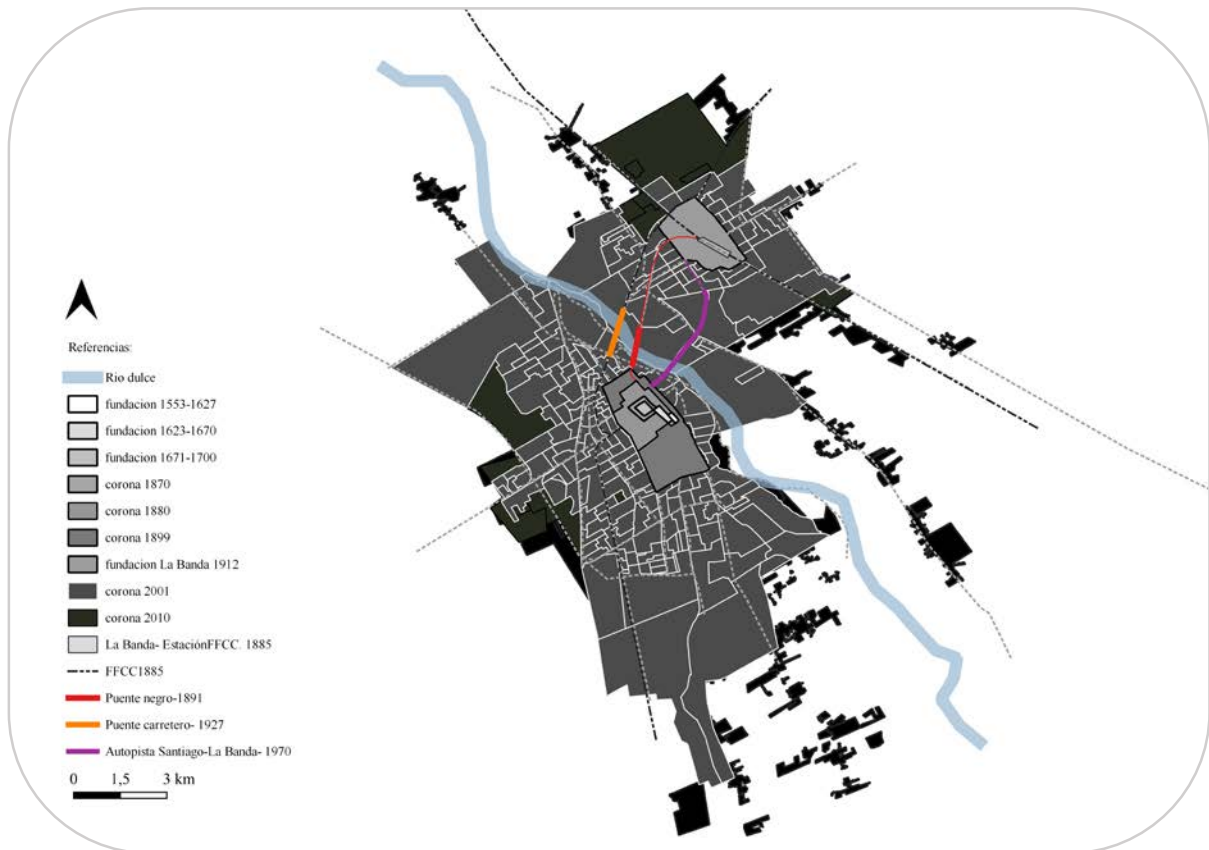 Referencias:
Rio dulce
fundacion 1553-1627
fundacion 1623-1670
fundacion 1671-1700
corona 1870
corona 1880
corona 1899
fundacion La Banda 1912
corona 2001
corona 2010
La Banda- EstaciónFFCC. 1885
FFCC1885
Puente negro-1891
Puente carretero- 1927
Autopista Santiago-La Banda- 1970
0 1,5 3 km